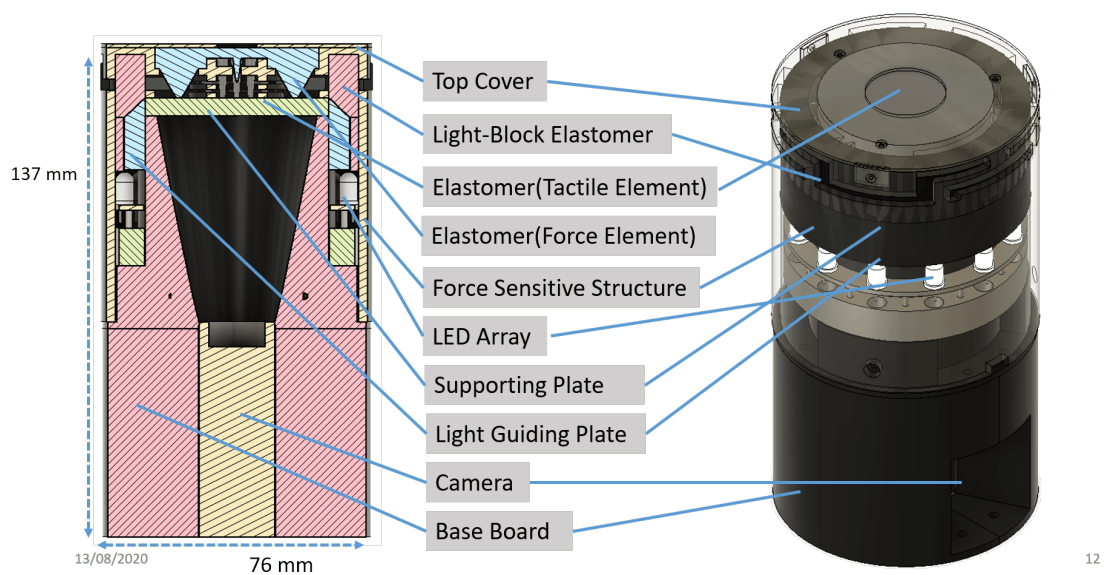 Top Cover
Light-Block Elastomer
137 mm
Elastomer(Tactile Element)
Elastomer(Force Element)
Force Sensitive Structure
LED Array
Supporting Plate
Light Guiding Plate
Camera
Base Board
13/08/2020
76 mm
12